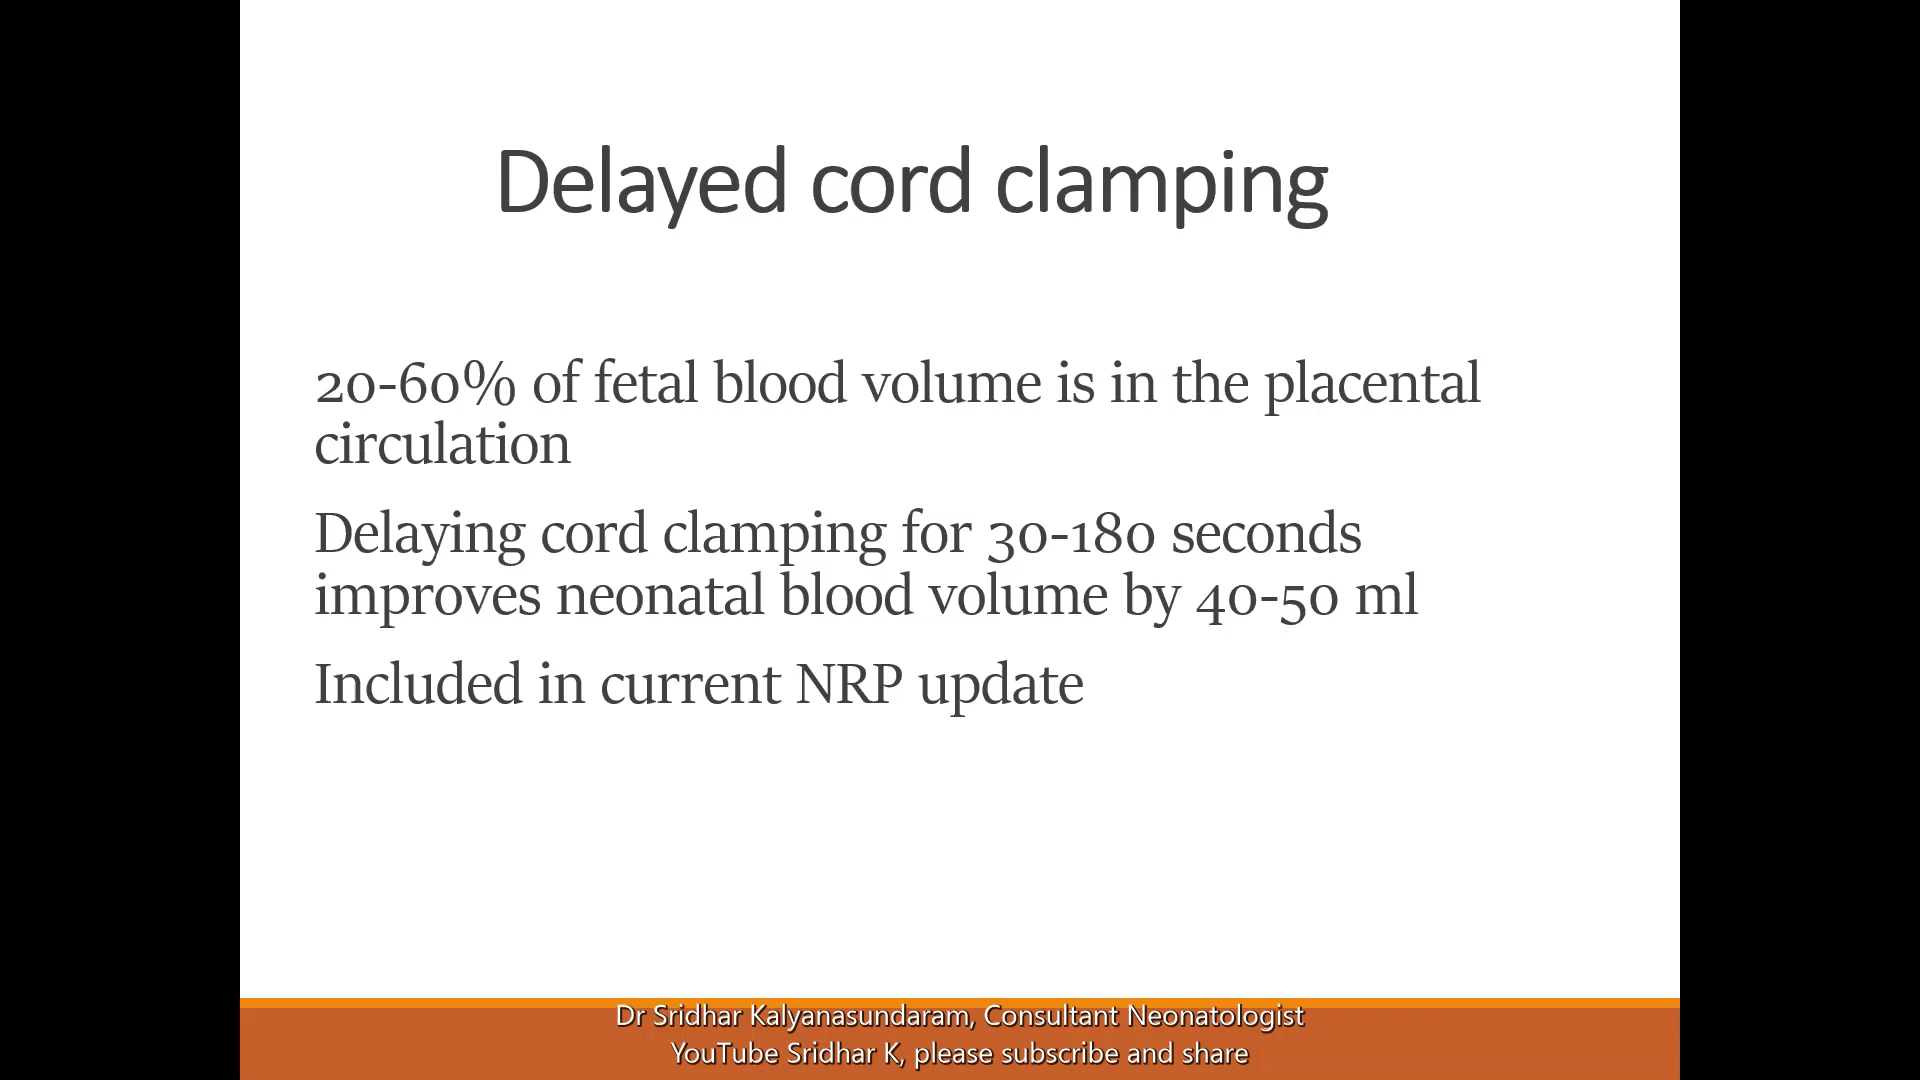 Delayed cord clamping
20-60% of fetal blood volume is in the placental
circulation
Delaying cord clamping for 30-180 seconds
improves neonatal blood volume by 40-50 ml
Included in current NRP update
Dr Sridhar Kalyanasundaram, Consultant Neonatologist
YouTube Sridhar K, please subscribe and share